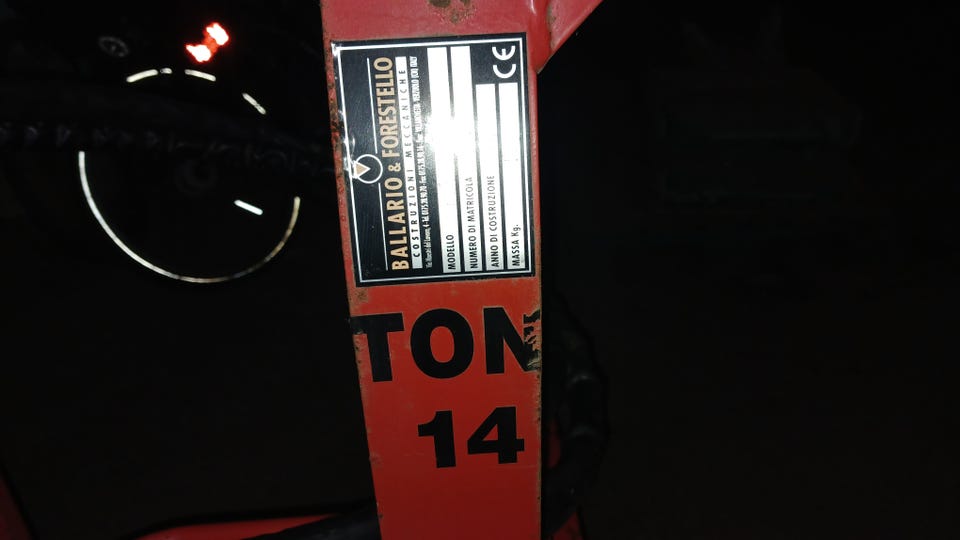 BALLARIO & FORESTELLO
COSTRUZIONI MECCANICHE
CE
MODELLO
NUMERO DI MATRICOLA
ANNO DI COSTRUZIONE
MASSA Kg.
TON
14